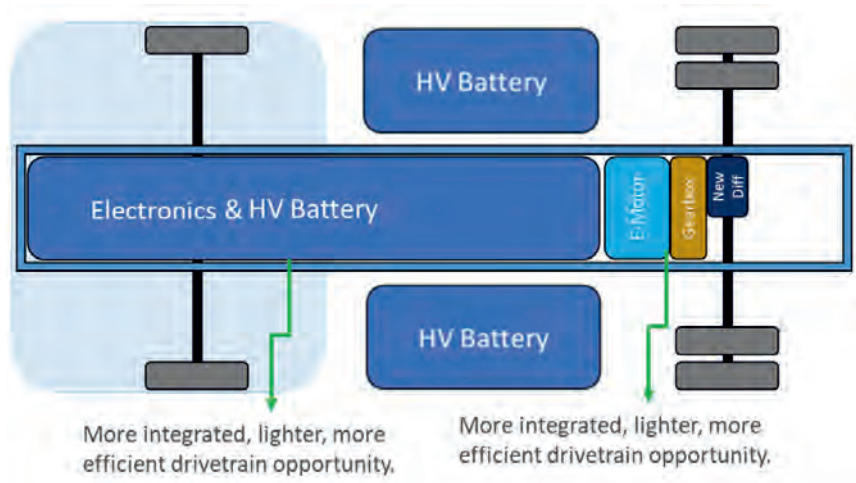 HV Battery
Electronics & HV Battery
E-Motor
Gearbox
New
Diff
HV Battery
More integrated, lighter, more
efficient drivetrain opportunity.
More integrated, lighter, more
efficient drivetrain opportunity.